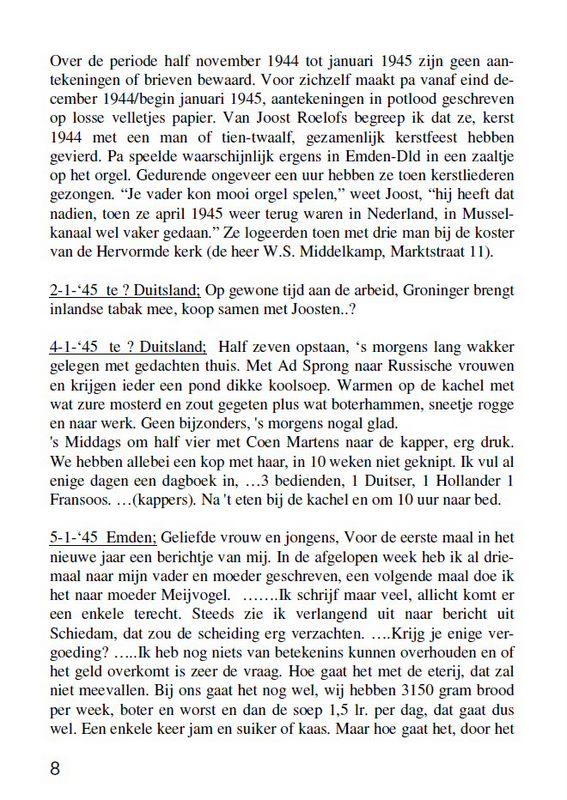 Over de periode half november 1944 tot januari 1945 zijn geen aan-
tekeningen of brieven bewaard. Voor zichzelf maakt pa vanaf eind de-
cember 1944/begin januari 1945, aantekeningen in potlood geschreven
op losse velletjes papier. Van Joost Roelofs begreep ik dat ze, kerst
1944 met een man of tien-twaalf, gezamenlijk kerstfeest hebben
gevierd. Pa speelde waarschijnlijk ergens in Emden-Dld in een zaaltje
op het orgel. Gedurende ongeveer een uur hebben ze toen kerstliederen
gezongen. “Je vader kon mooi orgel spelen,” weet Joost, “hij heeft dat
nadien, toen ze april 1945 weer terug waren in Nederland, in Mussel-
kanaal wel vaker gedaan.” Ze logeerden toen met drie man bij de koster
van de Hervormde kerk (de heer W.S. Middelkamp, Marktstraat 11).
2-1-‘45 te ? Duitsland; Op gewone tijd aan de arbeid, Groninger brengt
inlandse tabak mee, koop samen met Joosten..?
4-1-‘45 te ? Duitsland; Half zeven opstaan, ‘s morgens lang wakker
gelegen met gedachten thuis. Met Ad Sprong naar Russische vrouwen
en krijgen ieder een pond dikke koolsoep. Warmen op de kachel met
wat zure mosterd en zout gegeten plus wat boterhammen, sneetje rogge
en naar werk. Geen bijzonders, 's morgens nogal glad.
's Middags om half vier met Coen Martens naar de kapper, erg druk.
We hebben allebei een kop met haar, in 10 weken niet geknipt. Ik vul al
enige dagen een dagboek in, …3 bedienden, 1 Duitser, 1 Hollander 1
Fransoos. …(kappers). Na 't eten bij de kachel en om 10 uur naar bed.
5-1-‘45 Emden; Geliefde vrouw en jongens, Voor de eerste maal in het
nieuwe jaar een berichtje van mij. In de afgelopen week heb ik al drie-
maal naar mijn vader en moeder geschreven, een volgende maal doe ik
het naar moeder Meijvogel. …….Ik schrijf maar veel, allicht komt er
een enkele terecht. Steeds zie ik verlangend uit naar bericht uit
Schiedam, dat zou de scheiding erg verzachten. ….Krijg je enige ver-
goeding? …..Ik heb nog niets van betekenins kunnen overhouden en of
het geld overkomt is zeer de vraag. Hoe gaat het met de eterij, dat zal
niet meevallen. Bij ons gaat het nog wel, wij hebben 3150 gram brood
per week, boter en worst en dan de soep 1,5 lr. per dag, dat gaat dus
wel. Een enkele keer jam en suiker of kaas. Maar hoe gaat het, door het
8